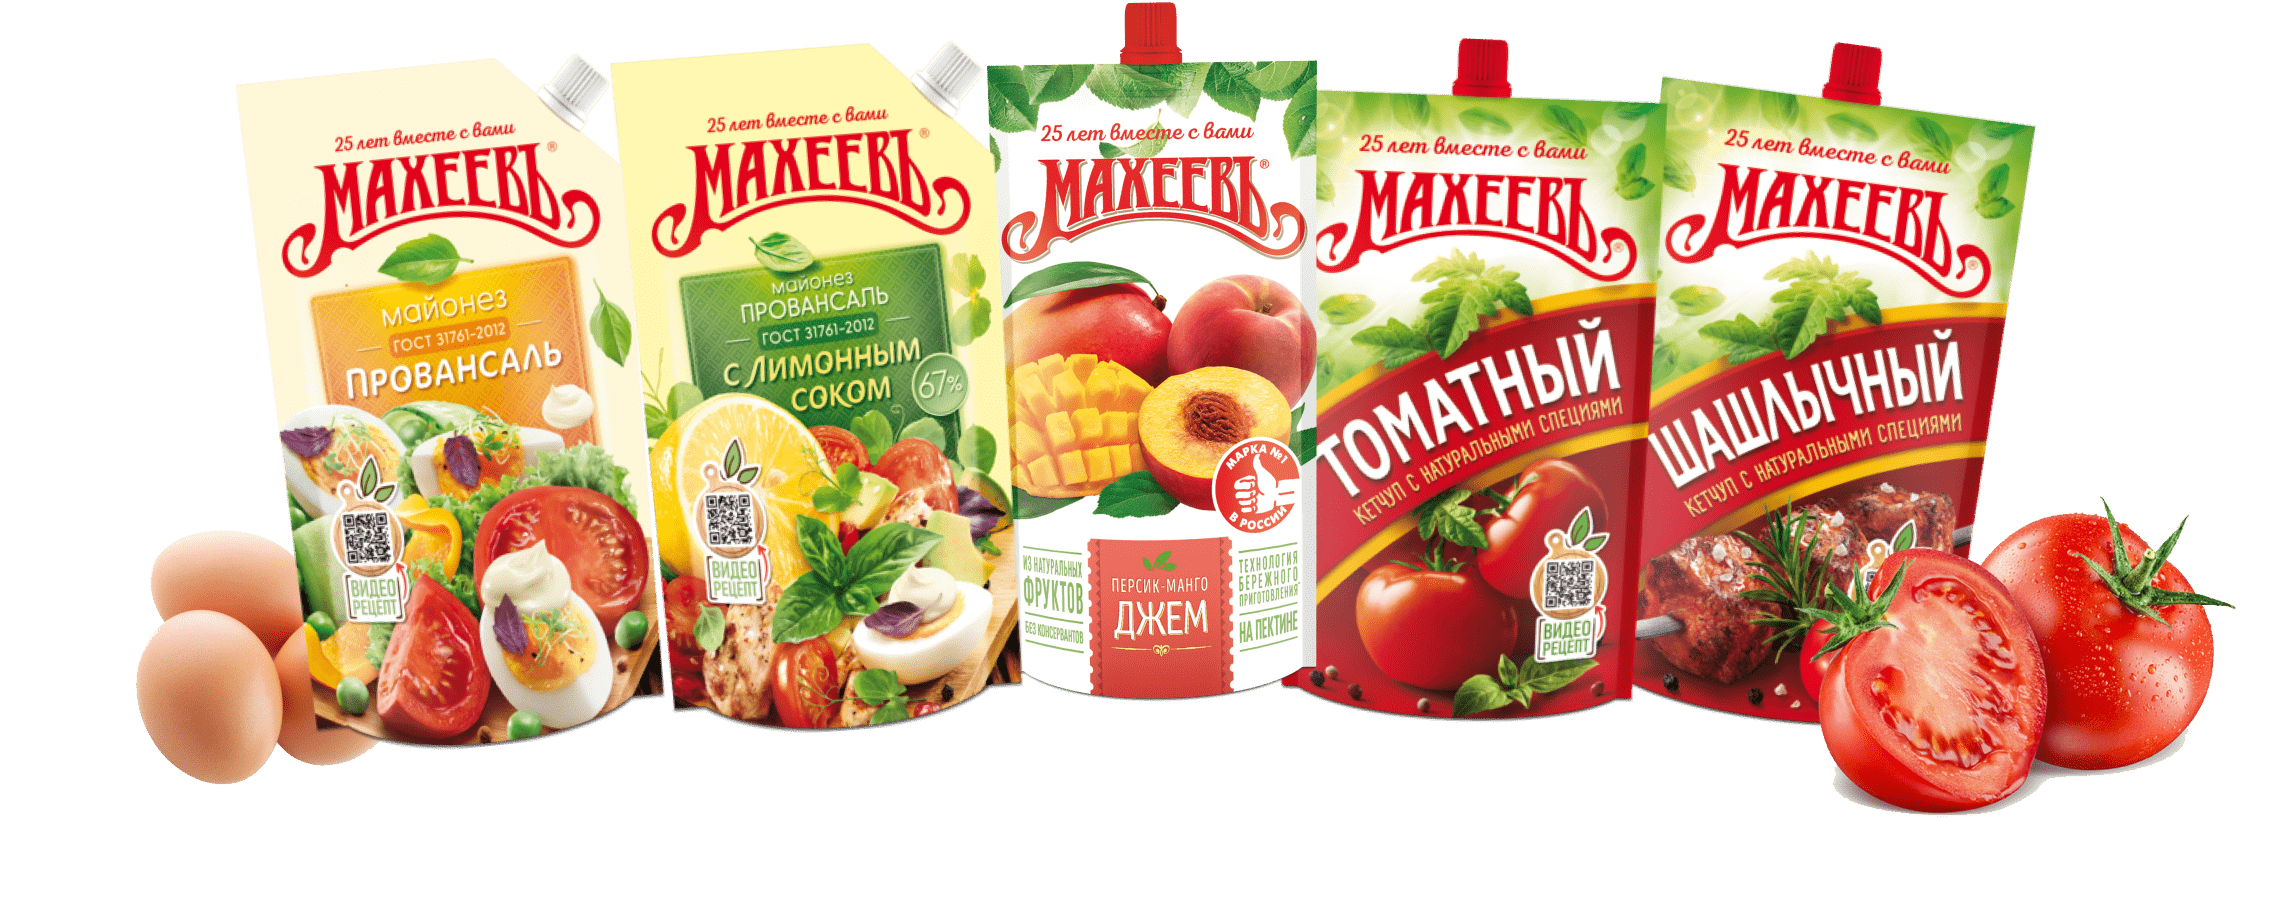 25 лет вместе с вами
МАХЕЕВЪ®
майонез
ГОСТ 31761-2012
ПРОВАНСАЛЬ
ВИДЕО
РЕЦЕПТ
25 лет вместе с вами
МАХЕЕВЪ®
майонез
ПРОВАНСАЛЬ
ГОСТ 31761-2012
С ЛИМОННЫМ
СОКОМ
67%
ВИДЕО
РЕЦЕПТ
25 лет вместе с вами
МАХЕЕВЪ®
МАРКА №1
В РОССИИ
ИЗ НАТУРАЛЬНЫХ
ФРУКТОВ
БЕЗ КОНСЕРВАНТОВ
ПЕРСИК-МАНГО
ДЖЕМ
ТЕХНОЛОГИЯ
БЕРЕЖНОГО
ПРИГОТОВЛЕНИЯ
НА ПЕКТИНЕ
25 лет вместе с вами
МАХЕЕВЪ®
ТОМАТНЫЙ
КЕТЧУП С НАТУРАЛЬНЫМИ СПЕЦИЯМИ
ВИДЕО
РЕЦЕПТ
25 лет вместе с вами
МАХЕЕВЪ®
ШАШЛЫЧНЫЙ
КЕТЧУП С НАТУРАЛЬНЫМИ СПЕЦИЯМИ